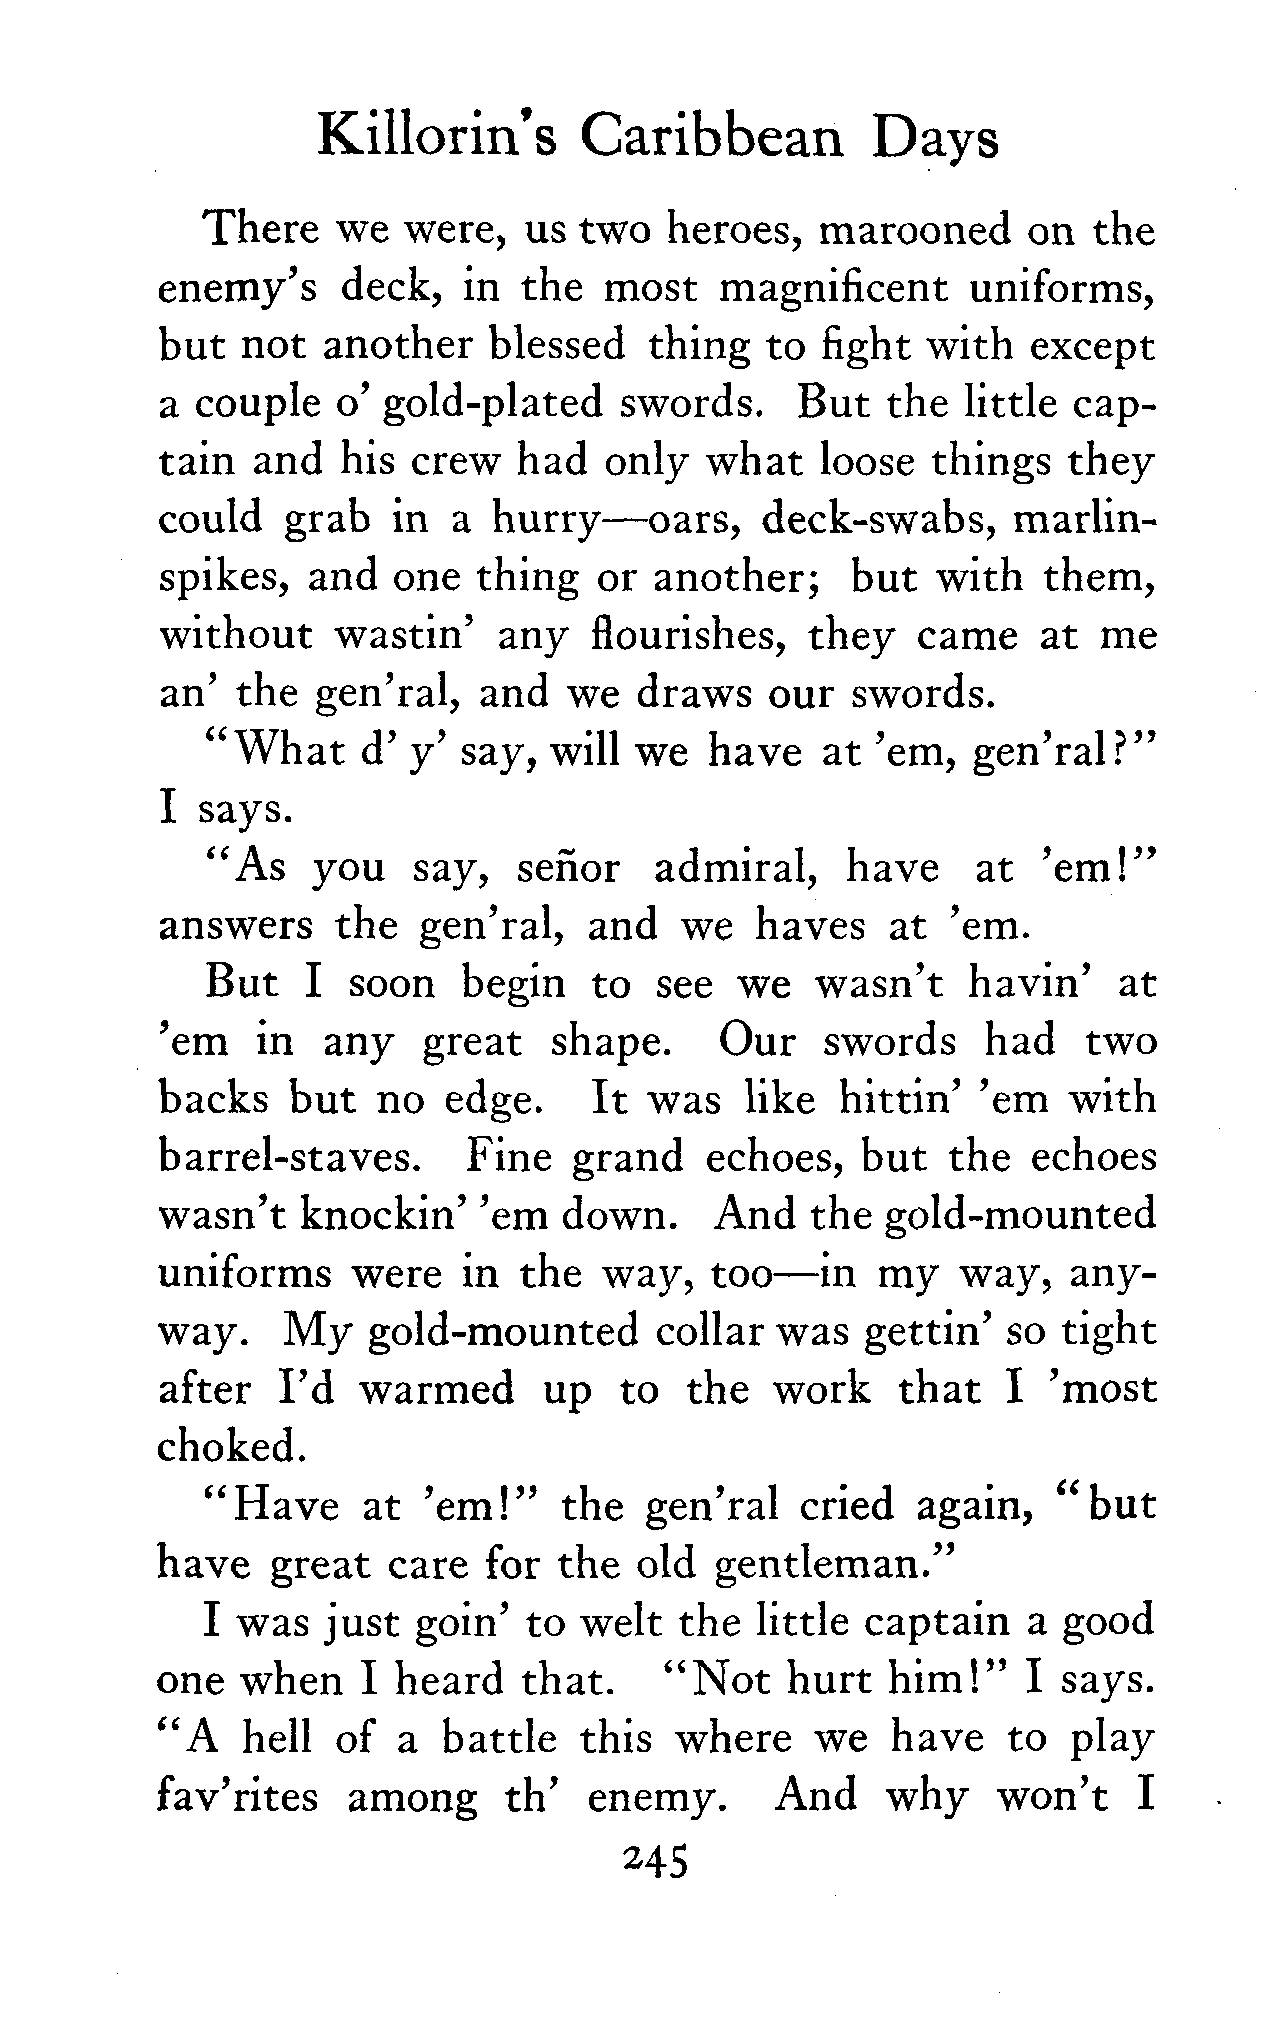 Killorin's Caribbean Days
There we were, us two heroes, marooned on the
enemy's deck, in the most magnificent uniforms,
but not another blessed thing to fight with except
a couple o' gold-plated swords. But the little cap-
tain and his crew had only what loose things they
could grab in a hurry—oars, deck-swabs, marlin-
spikes, and one thing or another; but with them,
without wastin' any flourishes, they came at me
an' the gen'ral, and we draws our swords.
"What d' y' say, will we have at 'em, gen'ral?"
I says.
"As you say, señor admiral, have at 'em!"
answers the gen'ral, and we haves at 'em.
But I soon begin to see we wasn't havin' at
'em in any great shape. Our swords had two
backs but no edge. It was like hittin' 'em with
barrel-staves. Fine grand echoes, but the echoes
wasn't knockin' 'em down. And the gold-mounted
uniforms were in the way, too—in my way, any-
way. My gold-mounted collar was gettin' so tight
after I'd warmed up to the work that I 'most
choked.
"Have at 'em!" the gen'ral cried again, "but
have great care for the old gentleman."
I was just goin' to welt the little captain a good
one when I heard that. "Not hurt him!" I says.
"A hell of a battle this where we have to play
fav'rites among th' enemy. And why won't I
245